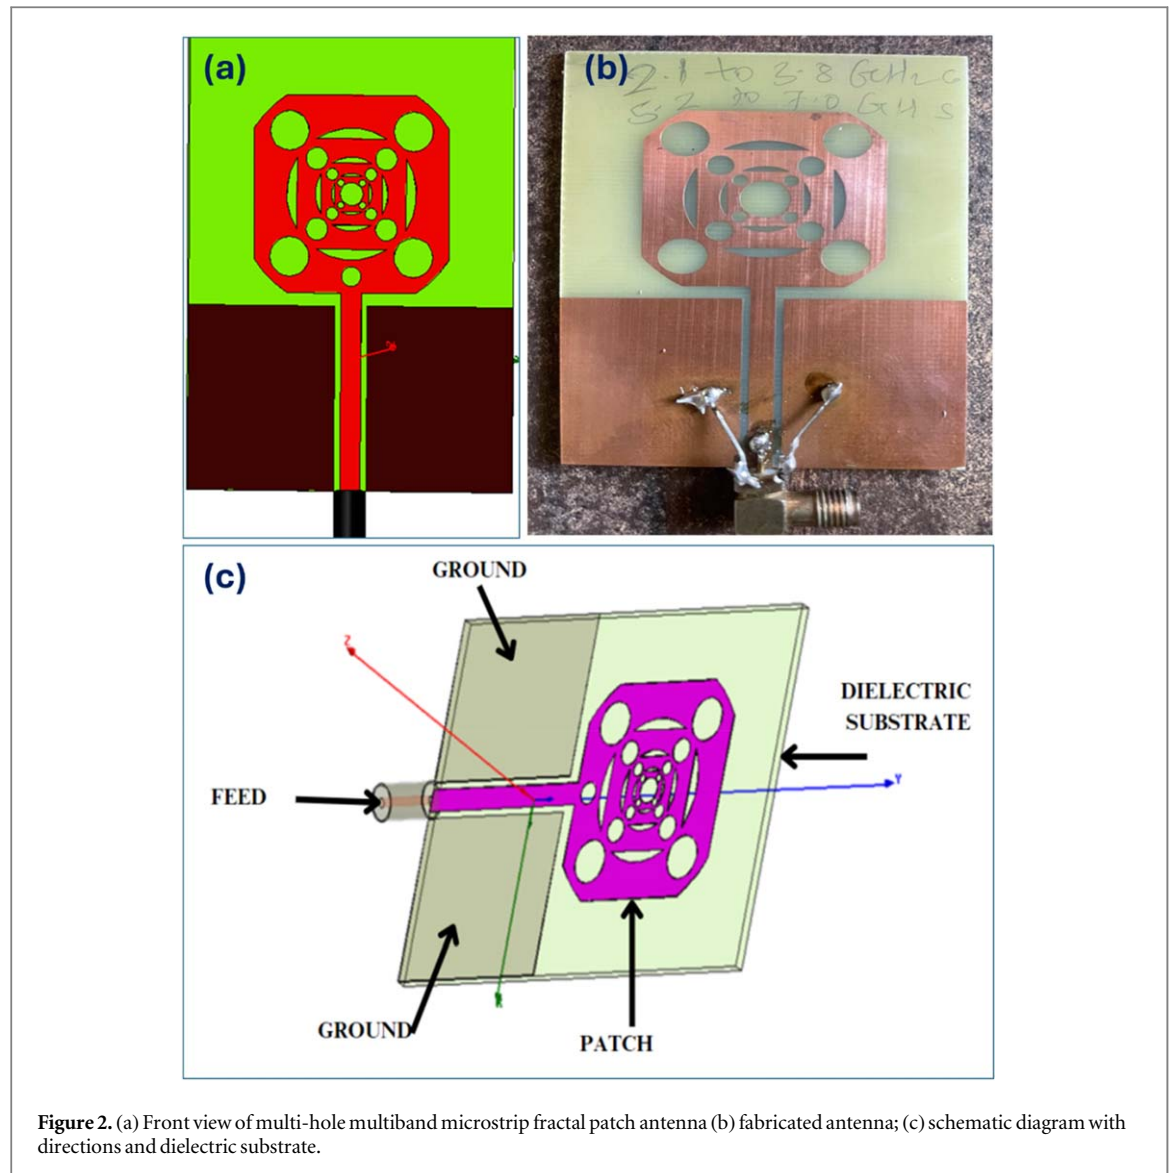 (a)
(b)
2.1 to 3.8 GHz
5.2 to 7.0 GHs
(c)
GROUND
Z
DIELECTRIC
SUBSTRATE
FEED
Y
GROUND
PATCH
Figure 2. (a) Front view of multi-hole multiband microstrip fractal patch antenna (b) fabricated antenna; (c) schematic diagram with
directions and dielectric substrate.